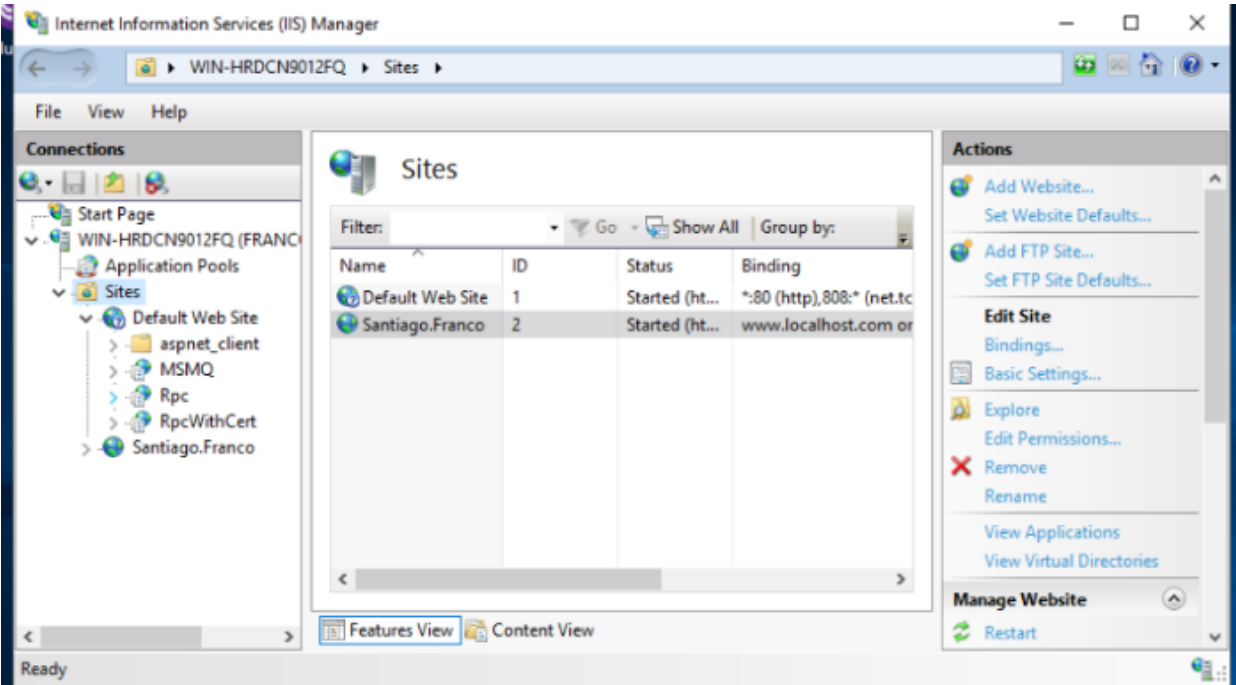 Internet Information Services (IIS) Manager
WIN-HRDCN9012FQ Sites
File View Help
Connections
Start Page
WIN-HRDCN9012FQ (FRANC
Application Pools
Sites
Default Web Site
aspnet_client
MSMQ
Rpc
RpcWithCert
Santiago.Franco
Sites
Filter: Go Show All Group by:
Name ID Status Binding
Default Web Site 1 Started (ht... *:80 (http),808:* (net.tc
Santiago.Franco 2 Started (ht... www.localhost.com or
Features View Content View
Actions
Add Website...
Set Website Defaults...
Add FTP Site...
Set FTP Site Defaults...
Edit Site
Bindings...
Basic Settings...
Explore
Edit Permissions...
Remove
Rename
View Applications
View Virtual Directories
Manage Website
Restart
Ready